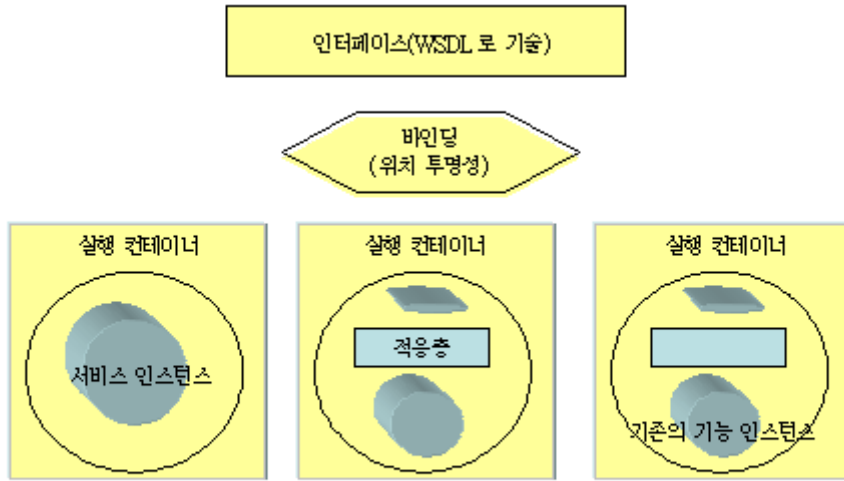 인터페이스(WSDL 로 기술)
바인딩
(위치 투명성)
실행 컨테이너
실행 컨테이너
실행 컨테이너
서비스 인스턴스
적응층
기존의 기능 인스턴스